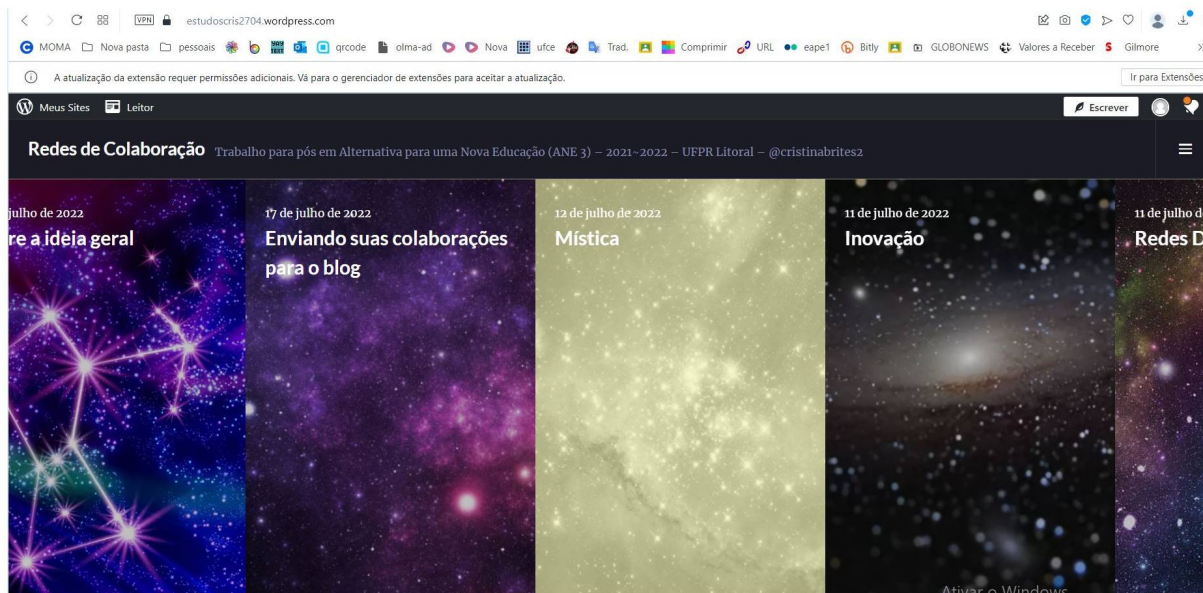 VPN estudoscris2704.wordpress.com
MOMA Nova pasta pessoais qrcode olma-ad Nova ufce Trad. Comprimir URL eape1 Bitly GLOBONEWS Valores a Receber Gilmore
A atualização da extensão requer permissões adicionais. Vá para o gerenciador de extensões para aceitar a atualização. Ir para Extensões
Meus Sites Leitor Escrever
Redes de Colaboração Trabalho para pós em Alternativa para uma Nova Educação (ANE 3) – 2021~2022 – UFPR Litoral – @cristinabrites2
julho de 2022
re a ideia geral
17 de julho de 2022
Enviando suas colaborações
para o blog
12 de julho de 2022
Mística
11 de julho de 2022
Inovação
11 de julho d
Redes D
Ativar o Windows